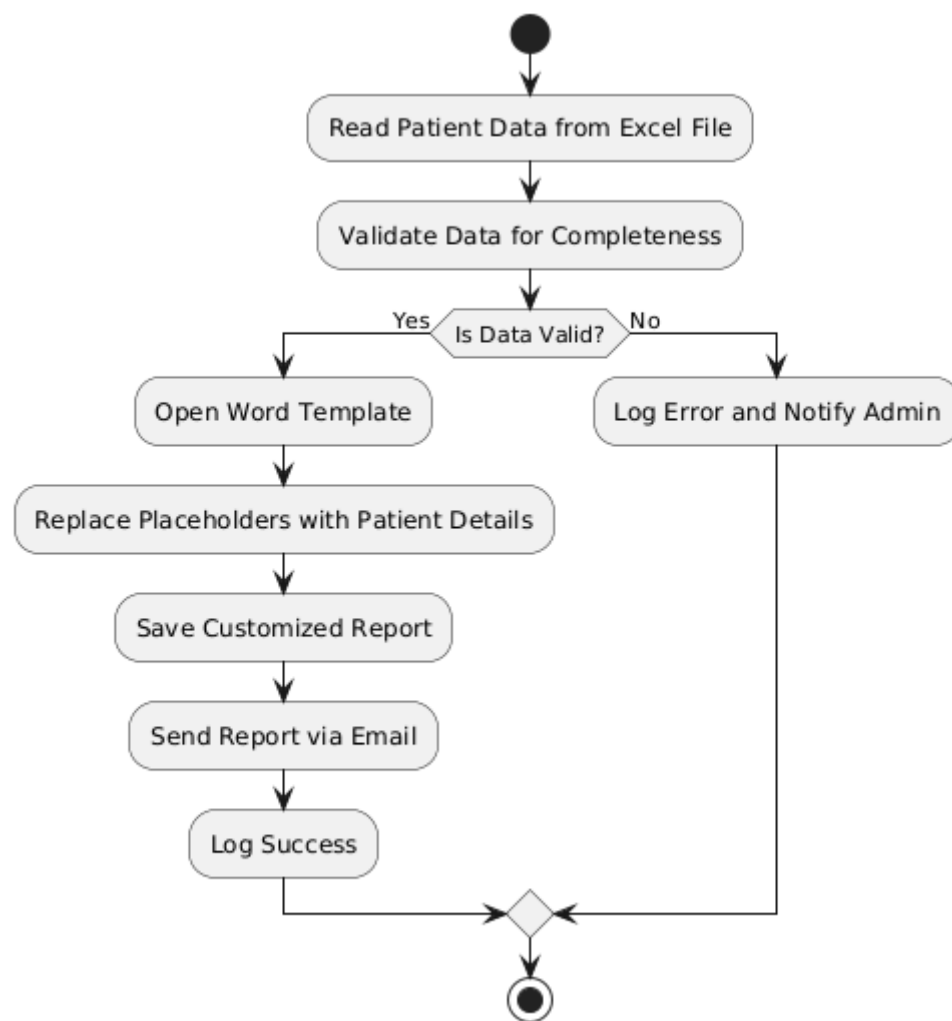 Read Patient Data from Excel File
Validate Data for Completeness
Yes
Is Data Valid?
No
Open Word Template
Log Error and Notify Admin
Replace Placeholders with Patient Details
Save Customized Report
Send Report via Email
Log Success